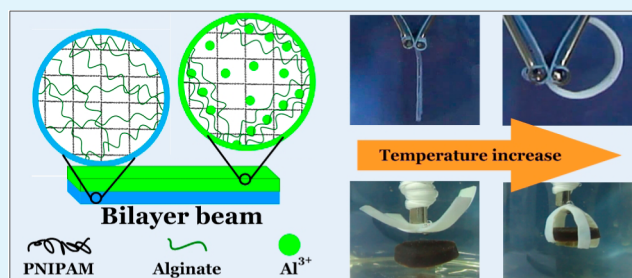 Temperature increase
Bilayer beam
PNIPAM
Alginate
Al³⁺